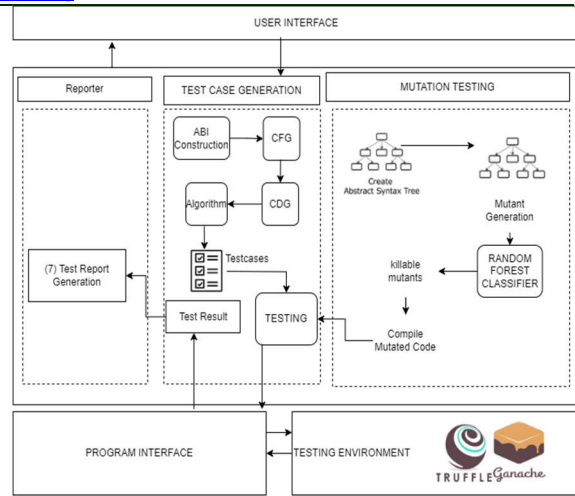 USER INTERFACE
Reporter
TEST CASE GENERATION
MUTATION TESTING
ABI
Construction
CFG
Algorithm
CDG
Testcases
Test Result
TESTING
(7) Test Report
Generation
Create
Abstract Syntax Tree
Mutant
Generation
RANDOM
FOREST
CLASSIFIER
killable
mutants
Compile
Mutated Code
PROGRAM INTERFACE
TESTING ENVIRONMENT
TRUFFLE
Ganache